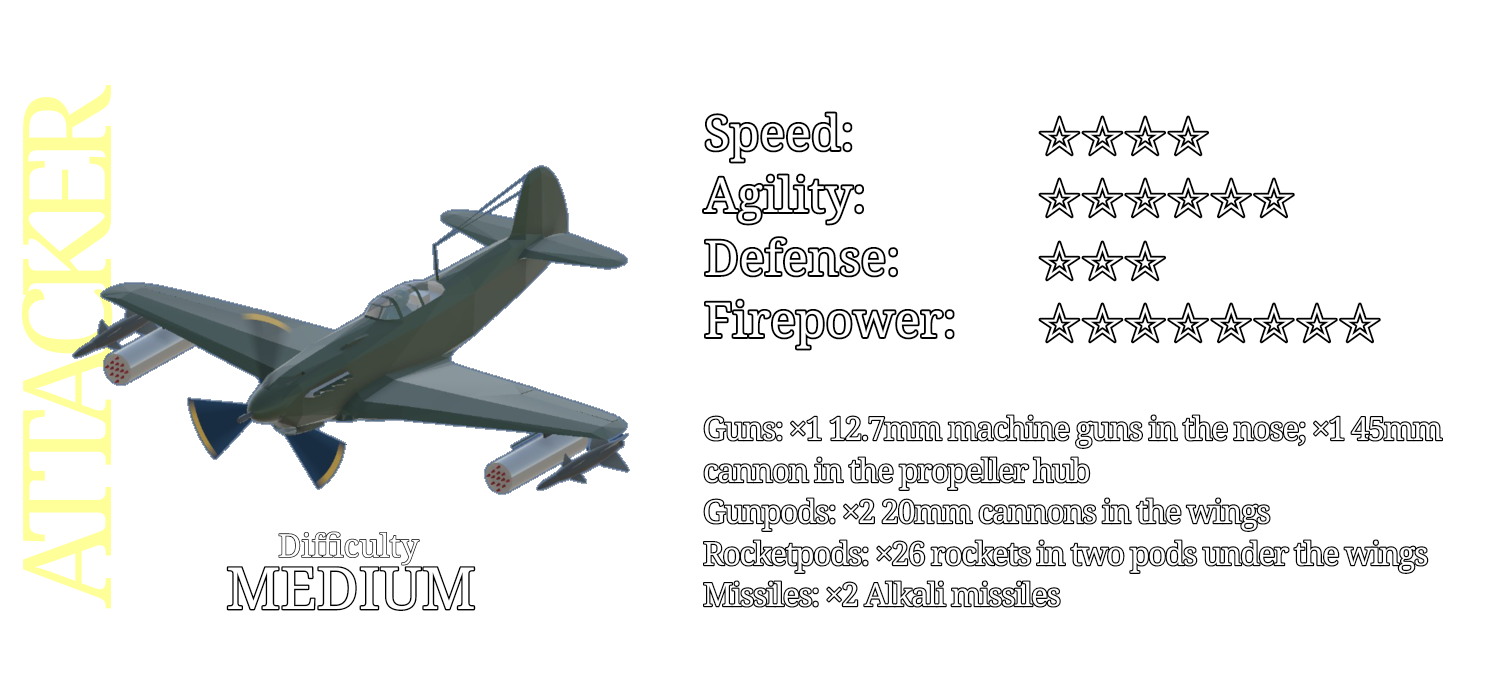 ATTACKER
Difficulty
MEDIUM
Speed: ☆☆☆☆
Agility: ☆☆☆☆☆☆
Defense: ☆☆☆
Firepower: ☆☆☆☆☆☆☆☆
Guns: ×1 12.7mm machine guns in the nose; ×1 45mm
cannon in the propeller hub
Gunpods: ×2 20mm cannons in the wings
Rocketpods: ×26 rockets in two pods under the wings
Missiles: ×2 Alkali missiles